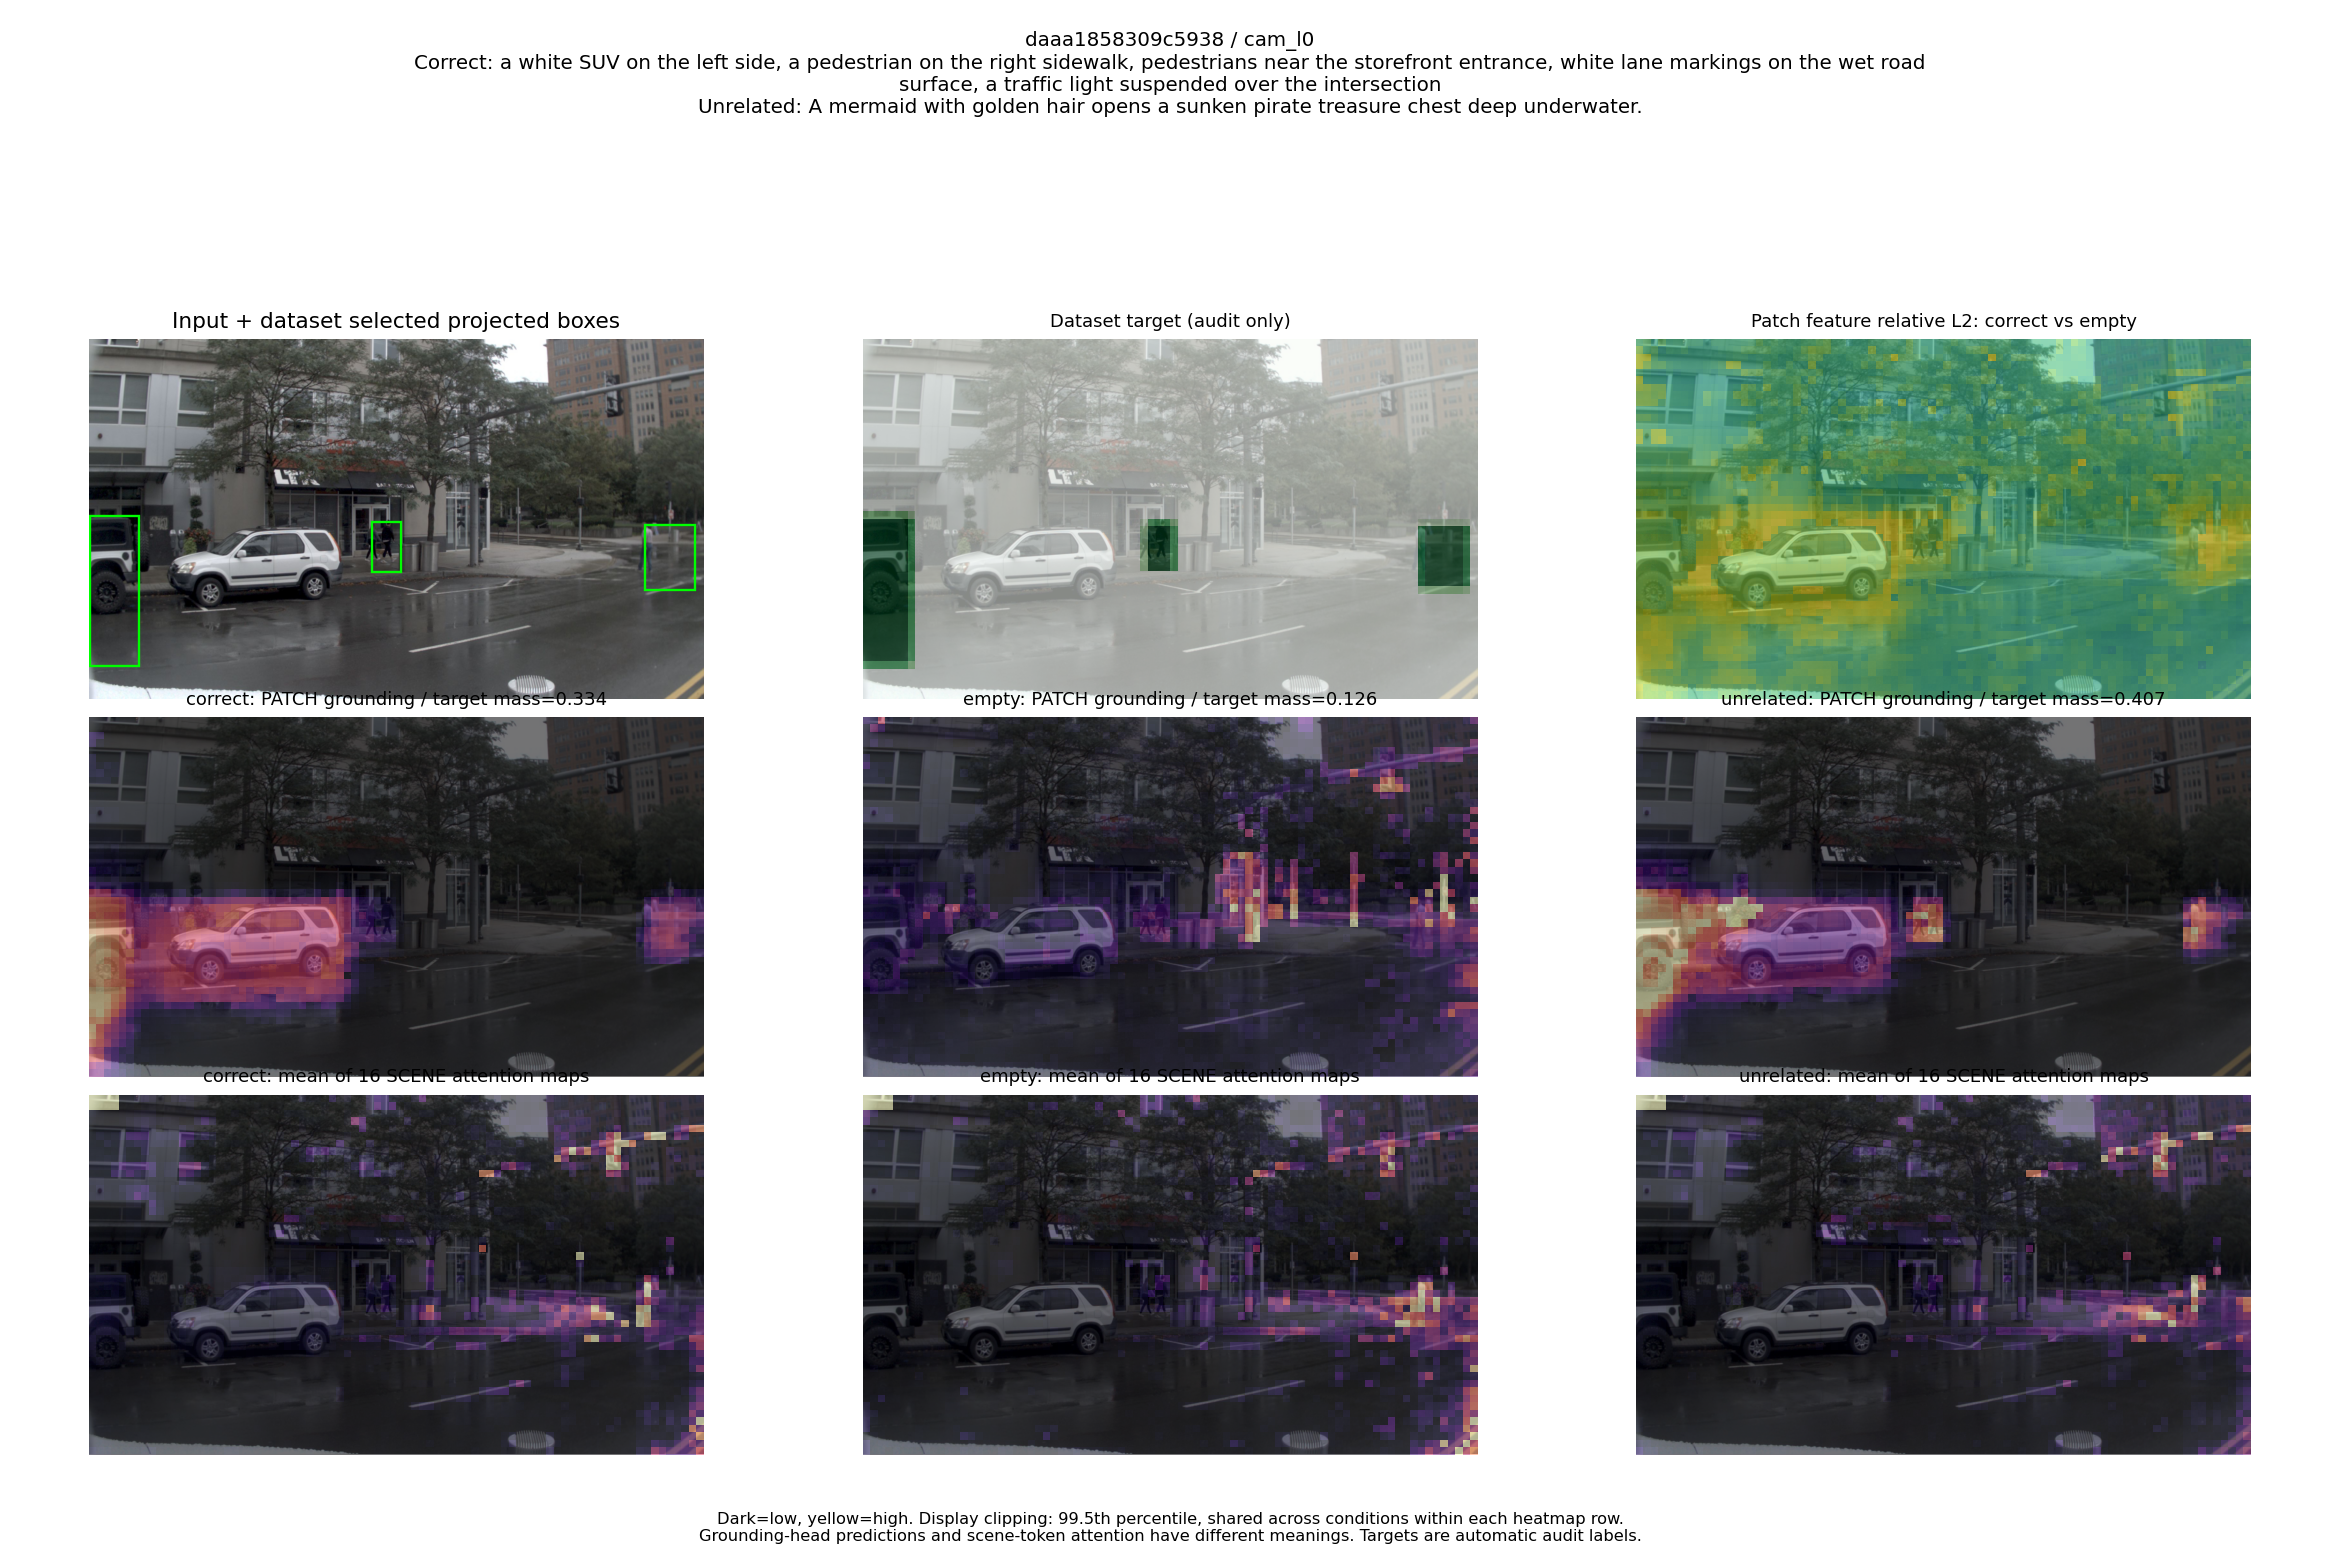 daaa1858309c5938 / cam_l0
Correct: a white SUV on the left side, a pedestrian on the right sidewalk, pedestrians near the storefront entrance, white lane markings on the wet road
surface, a traffic light suspended over the intersection
Unrelated: A mermaid with golden hair opens a sunken pirate treasure chest deep underwater.
Input + dataset selected projected boxes
Dataset target (audit only)
Patch feature relative L2: correct vs empty
correct: PATCH grounding / target mass=0.334
empty: PATCH grounding / target mass=0.126
unrelated: PATCH grounding / target mass=0.407
correct: mean of 16 SCENE attention maps
empty: mean of 16 SCENE attention maps
unrelated: mean of 16 SCENE attention maps
Dark=low, yellow=high. Display clipping: 99.5th percentile, shared across conditions within each heatmap row.
Grounding-head predictions and scene-token attention have different meanings. Targets are automatic audit labels.